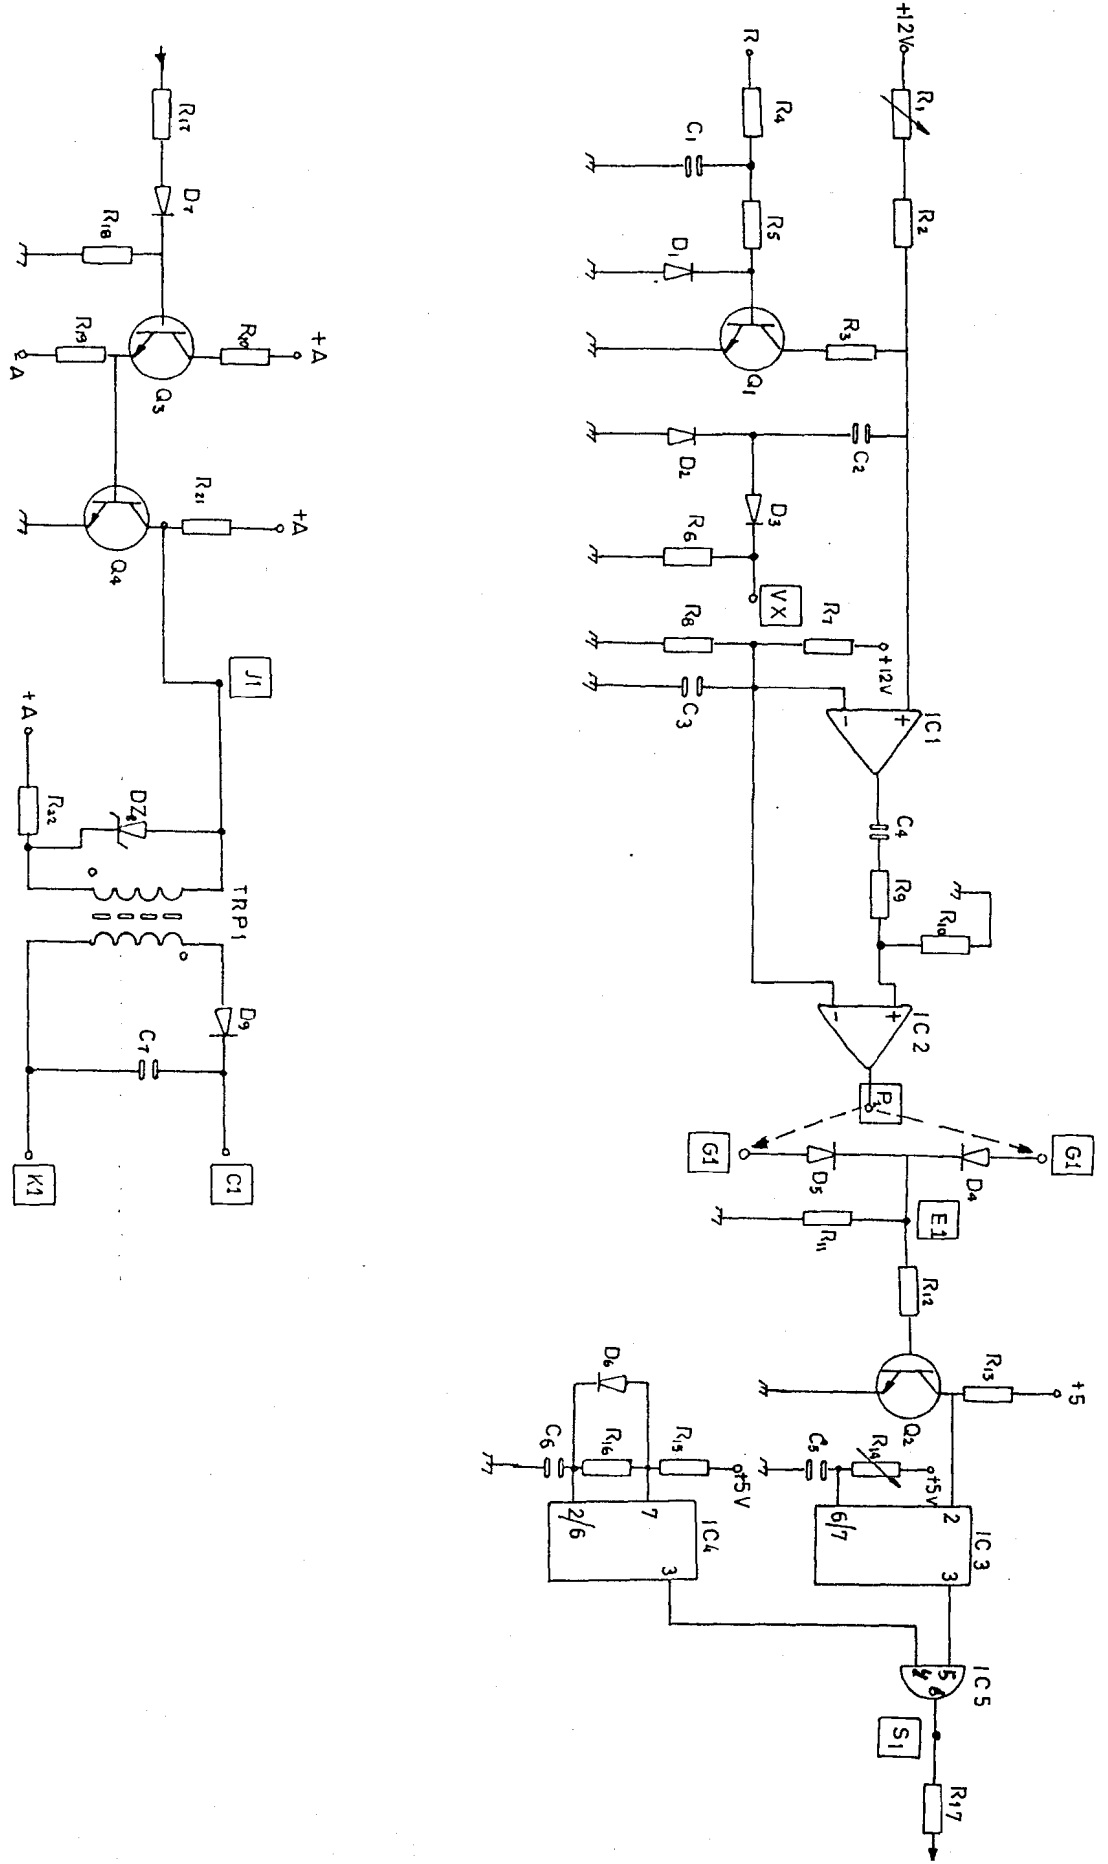 +12V
R₁
R₂
R
R₄
C₁
R₅
D₁
R₃
Q₁
C₂
D₂
D₃
R₆
VX
R₇
+12V
R₈
C₃
IC1
+
-
C₄
R₉
R₁₀
IC2
+
-
P₁
G1
G1
D₅
D₄
E1
R₁₁
R₁₂
+5
R₁₃
Q₂
+5V
R₁₄
C₅
IC3
2
6/7
3
D₆
+5V
R₁₅
R₁₆
C₆
IC4
7
2/6
3
IC5
5
4
6
S1
R₁₇
R₁₇
D₇
R₁₈
+A
R₂₀
R₁₉
A
Q₃
+A
R₂₁
Q₄
J1
+A
R₂₂
DZ₈
TRP1
D₉
C₇
K1
C1